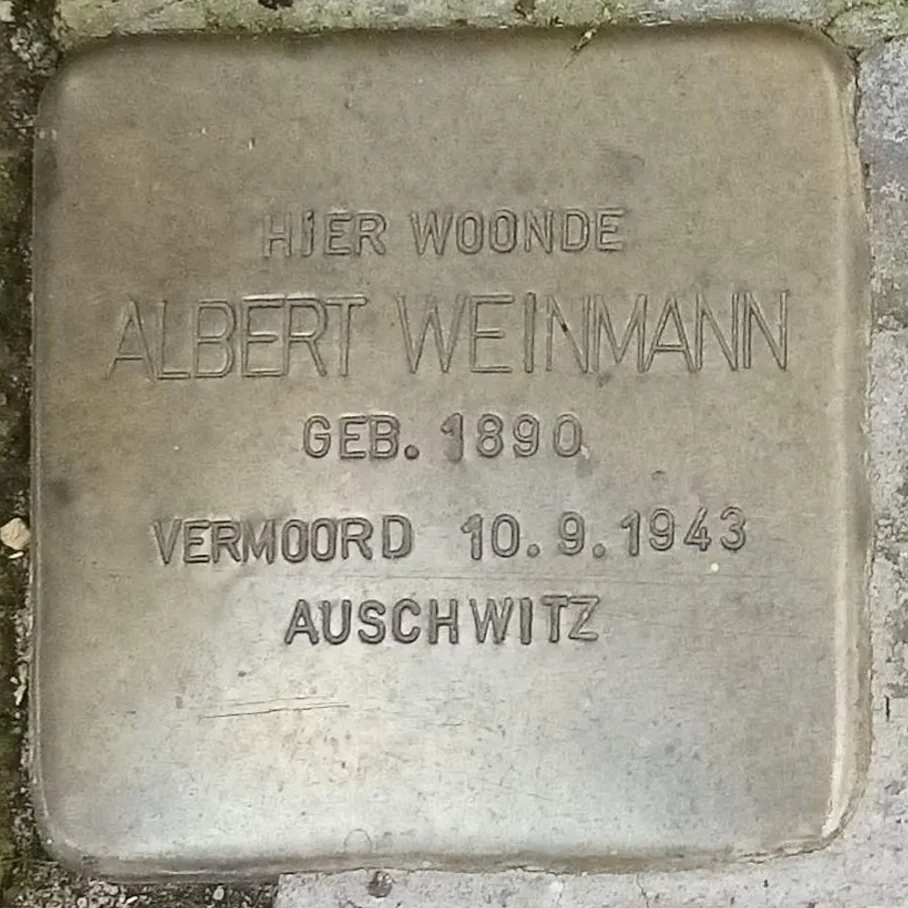 HIER WOONDE
ALBERT WEINMANN
GEB. 1890
VERMOORD 10.9.1943
AUSCHWITZ